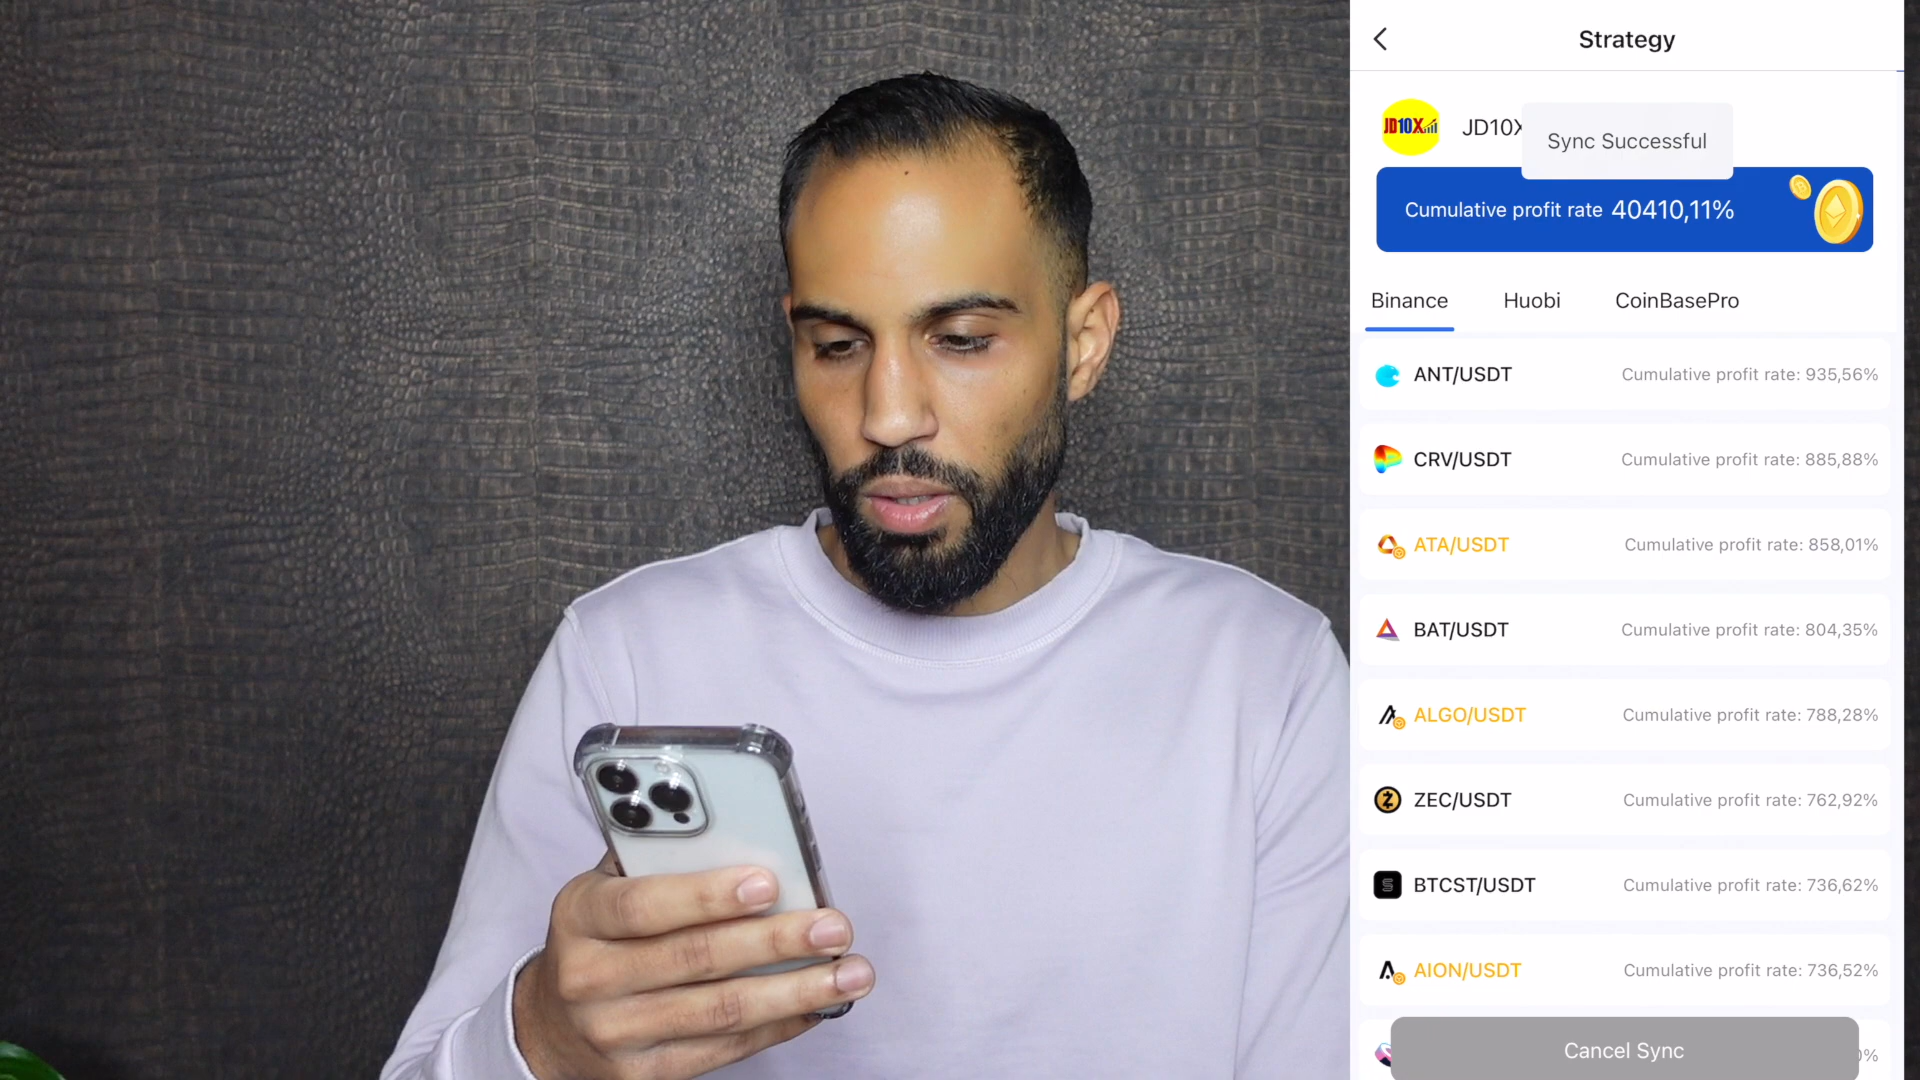 Strategy
JD10X
JD10X
Sync Successful
Cumulative profit rate 40410,11%
Binance Huobi CoinBasePro
ANT/USDT Cumulative profit rate: 935,56%
CRV/USDT Cumulative profit rate: 885,88%
ATA/USDT Cumulative profit rate: 858,01%
BAT/USDT Cumulative profit rate: 804,35%
ALGO/USDT Cumulative profit rate: 788,28%
ZEC/USDT Cumulative profit rate: 762,92%
BTCST/USDT Cumulative profit rate: 736,62%
AION/USDT Cumulative profit rate: 736,52%
Cancel Sync